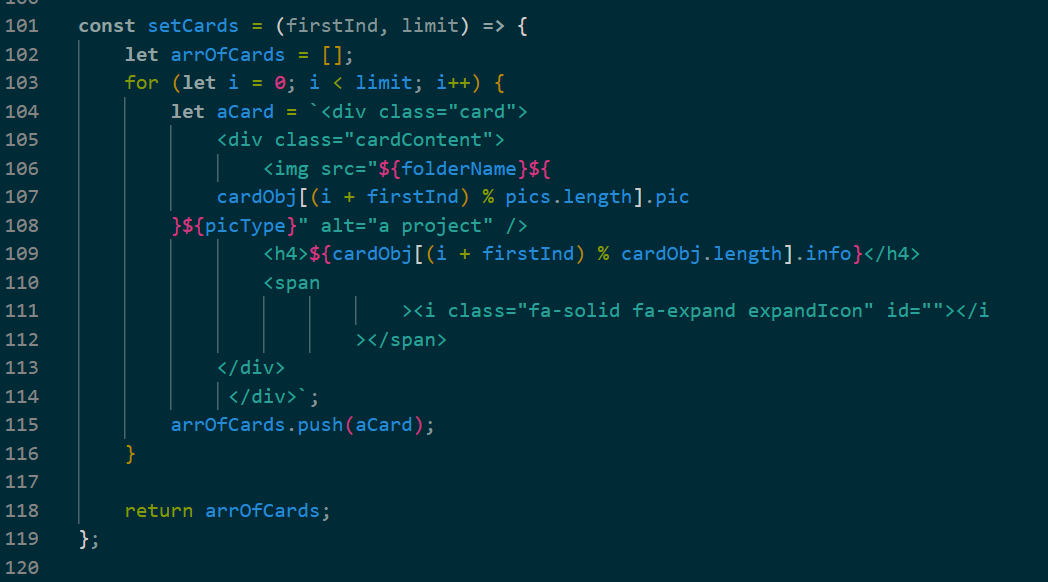 101 const setCards = (firstInd, limit) => {
102 let arrOfCards = [];
103 for (let i = 0; i < limit; i++) {
104 let aCard = `<div class="card">
105 <div class="cardContent">
106 <img src="${folderName}${
107 cardObj[(i + firstInd) % pics.length].pic
108 }${picType}" alt="a project" />
109 <h4>${cardObj[(i + firstInd) % cardObj.length].info}</h4>
110 <span
111 ><i class="fa-solid fa-expand expandIcon" id=""></i
112 ></span>
113 </div>
114 </div>`;
115 arrOfCards.push(aCard);
116 }
117
118 return arrOfCards;
119 };
120